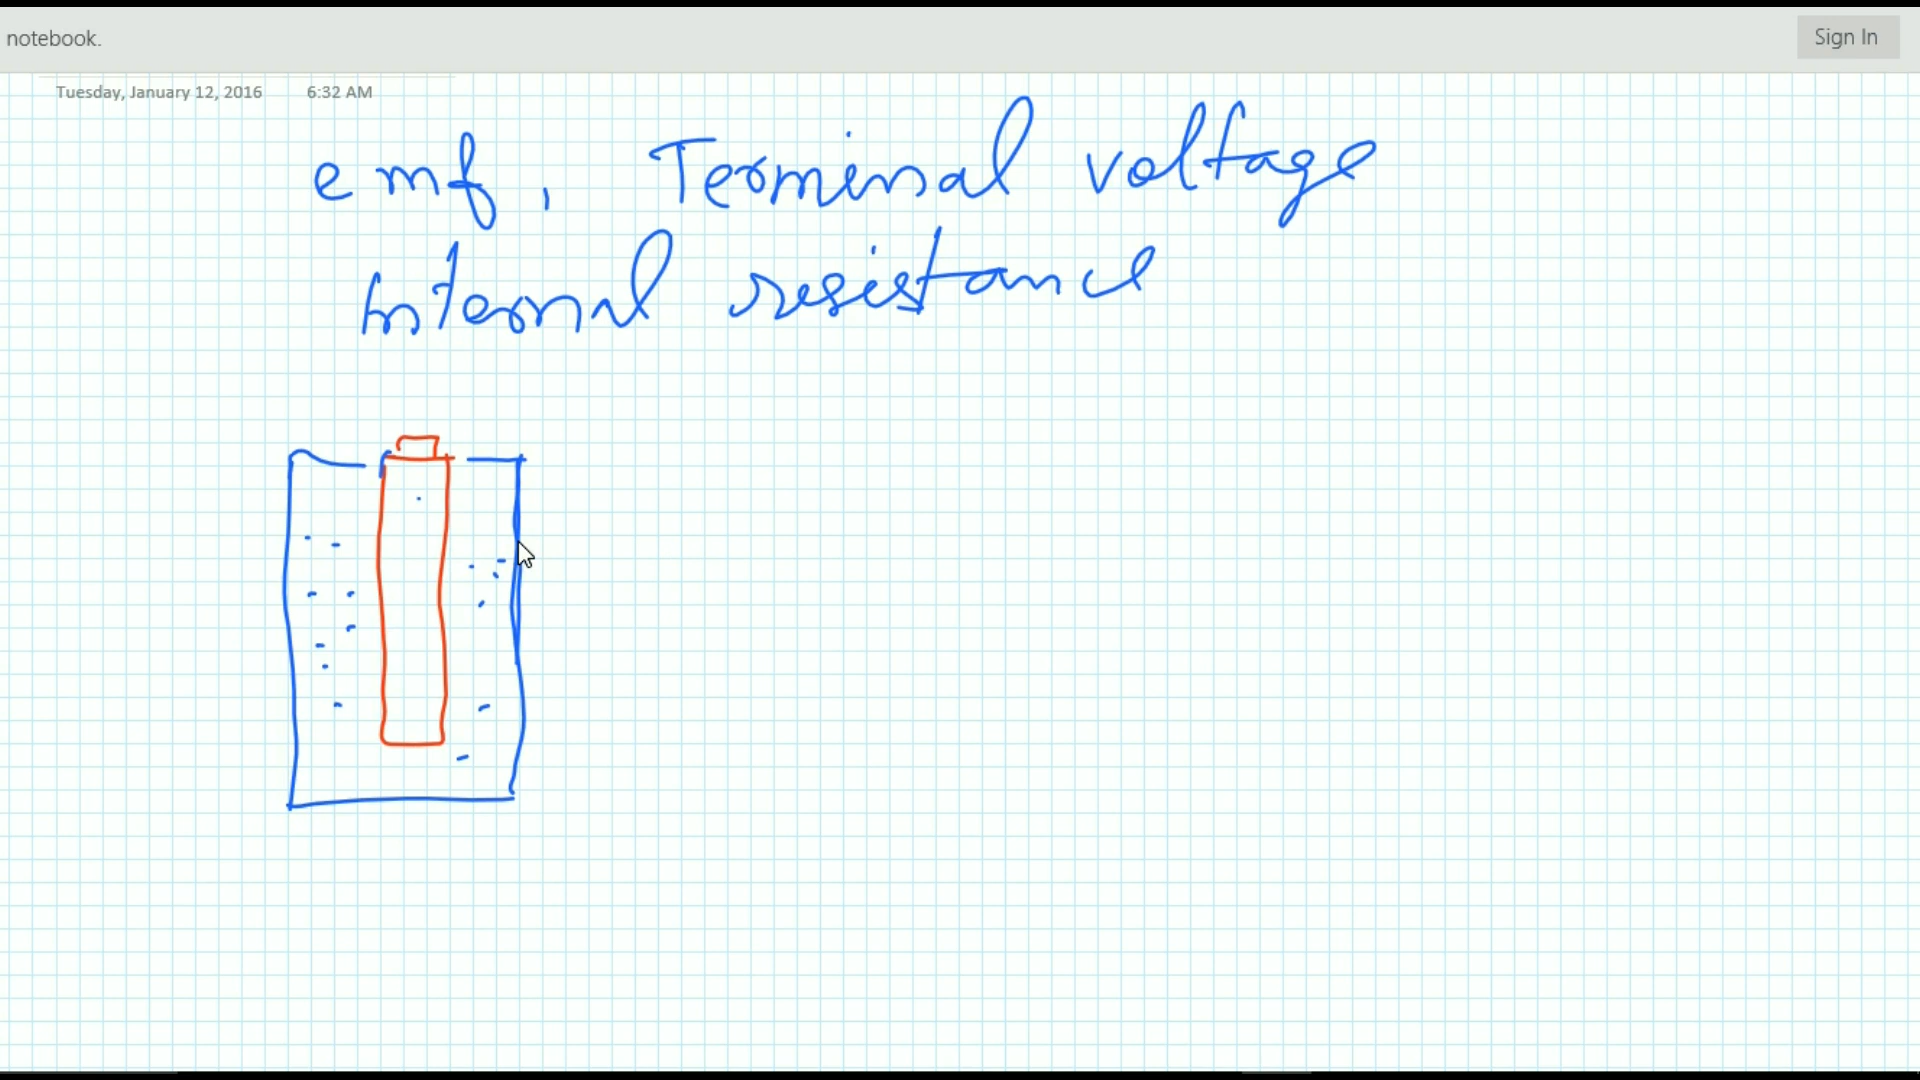 notebook.
Sign In
Tuesday, January 12, 2016 6:32 AM
emf, Terminal voltage
Internal resistance